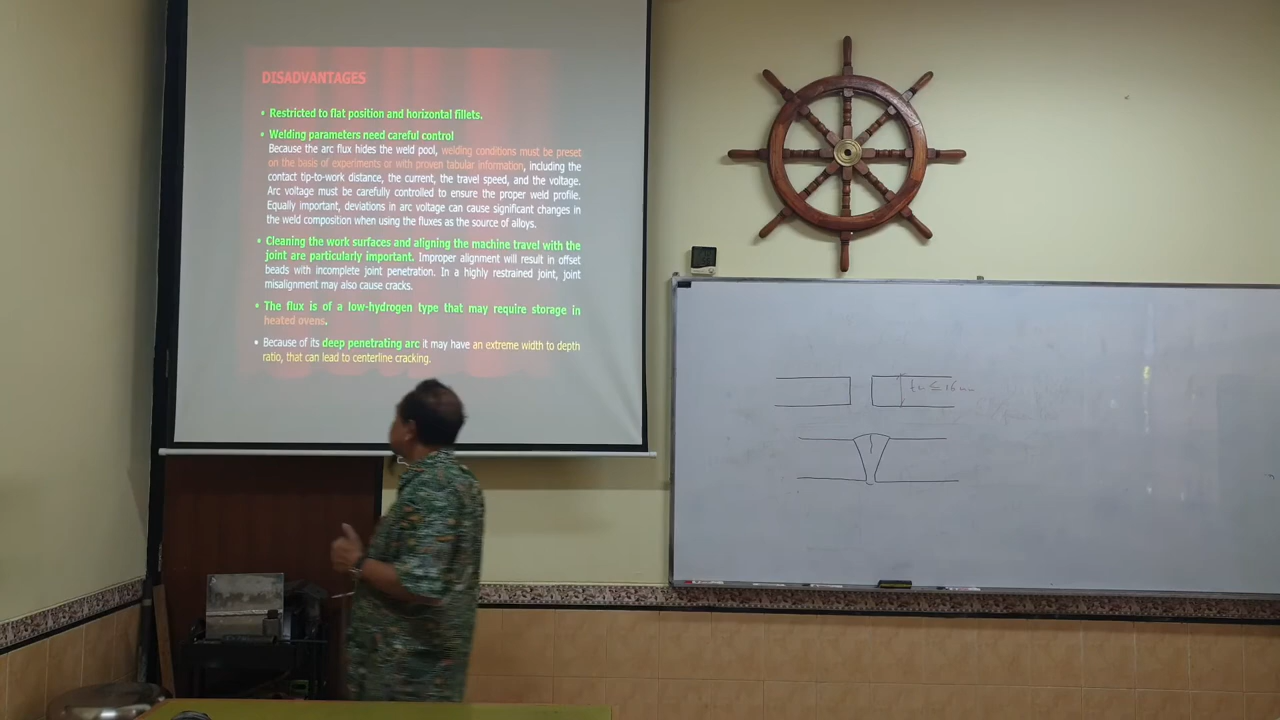 DISADVANTAGES
• Restricted to flat position and horizontal fillets.
• Welding parameters need careful control
Because the arc flux hides the weld pool, welding conditions must be preset
on the basis of experiments or with proven tabular information, including the
contact tip-to-work distance, the current, the travel speed, and the voltage.
Arc voltage must be carefully controlled to ensure the proper weld profile.
Equally important, deviations in arc voltage can cause significant changes in
the weld composition when using the fluxes as the source of alloys.
• Cleaning the work surfaces and aligning the machine travel with the
joint are particularly important. Improper alignment will result in offset
beads with incomplete joint penetration. In a highly restrained joint, joint
misalignment may also cause cracks.
• The flux is of a low-hydrogen type that may require storage in
heated ovens.
• Because of its deep penetrating arc it may have an extreme width to depth
ratio, that can lead to centerline cracking.